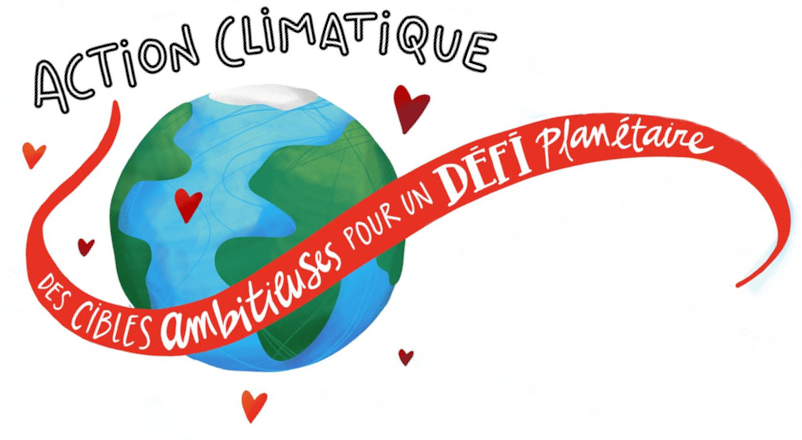 ACTION CLIMATIQUE
DES CIBLES ambitieuses POUR UN DÉFI planétaire